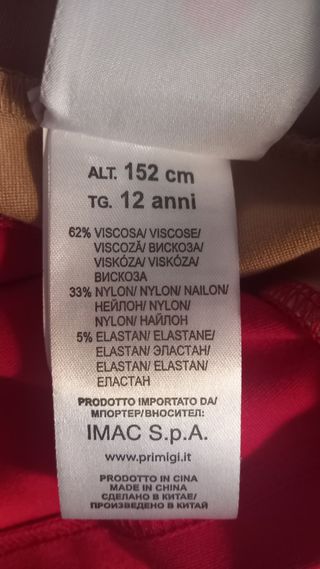 ALT. 152 cm
TG. 12 anni
62% VISCOSA/ VISCOSE/
VISCOZĂ/ ВИСКОЗА/
VISKÓZA/ VISKÓZA/
ВИСКОЗА
33% NYLON/ NYLON/ NAILON/
НЕЙЛОН/ NYLON/
NYLON/ НАЙЛОН
5% ELASTAN/ ELASTANE/
ELASTAN/ ЭЛАСТАН/
ELASTAN/ ELASTAN/
ЕЛАСТАН
PRODOTTO IMPORTATO DA/
МПОРТЕР/ВНОСИТЕЛ:
IMAC S.p.A.
www.primigi.it
PRODOTTO IN CINA
MADE IN CHINA
СДЕЛАНО В КИТАЕ/
ПРОИЗВЕДЕНО В КИТАЙ